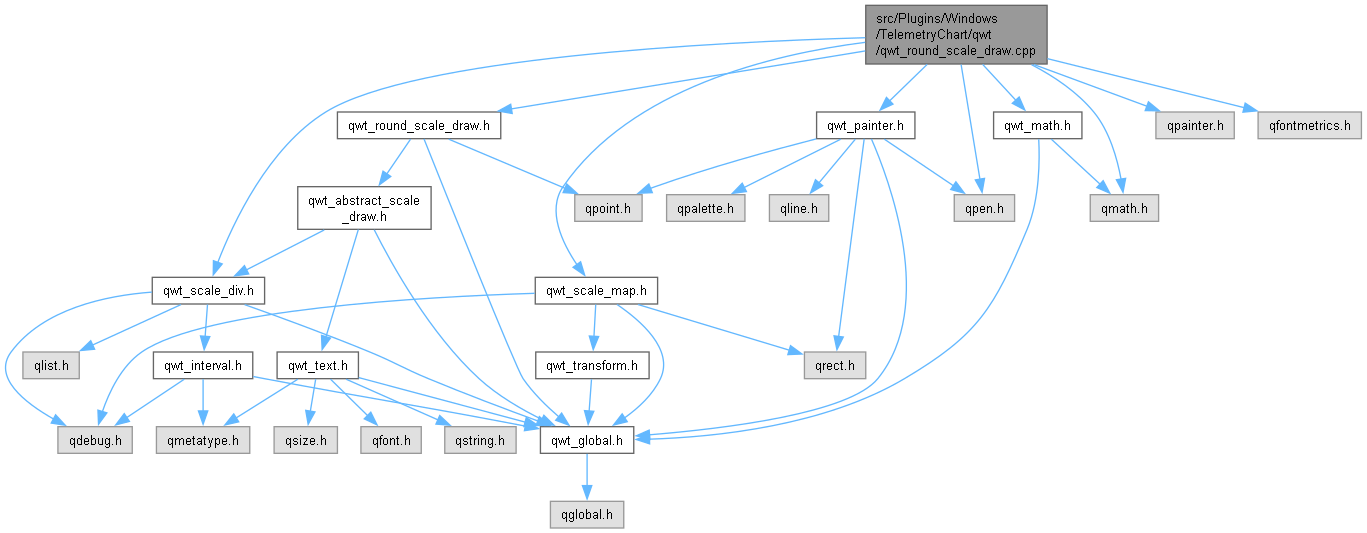 src/Plugins/Windows
/TelemetryChart/qwt
/qwt_round_scale_draw.cpp
qwt_round_scale_draw.h
qwt_painter.h
qwt_math.h
qpainter.h
qfontmetrics.h
qwt_abstract_scale
_draw.h
qpoint.h
qpalette.h
qline.h
qpen.h
qmath.h
qwt_scale_div.h
qwt_scale_map.h
qlist.h
qwt_interval.h
qwt_text.h
qwt_transform.h
qrect.h
qdebug.h
qmetatype.h
qsize.h
qfont.h
qstring.h
qwt_global.h
qglobal.h